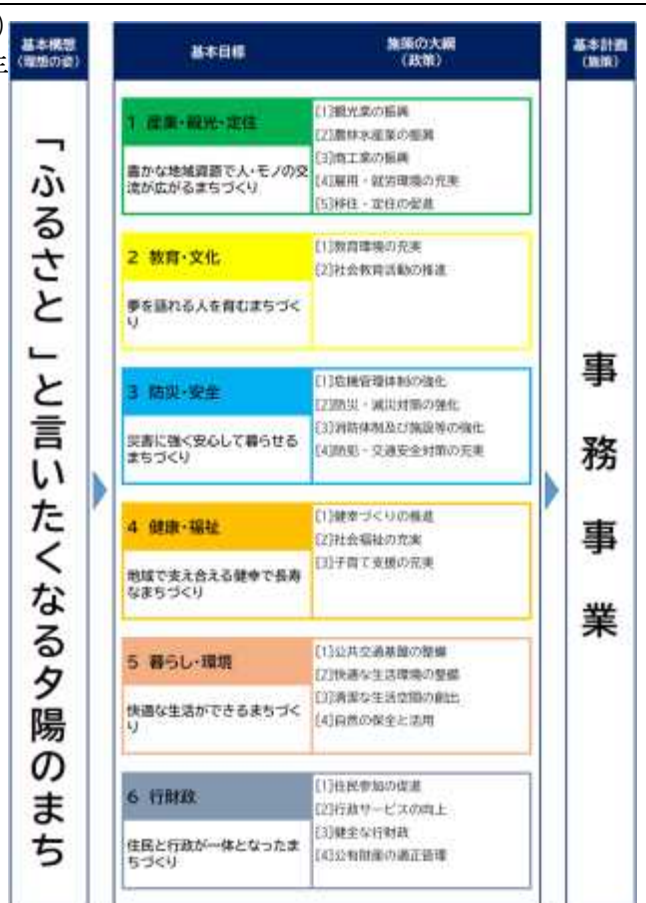 基本構想
(理想の姿)
基本目標
施策の大綱
(政策)
基本計画
(施策)
「ふるさと」と言いたくなる夕陽のまち
1 産業・観光・定住
豊かな地域資源で人・モノの交
流が広がるまちづくり
[1]観光業の振興
[2]農林水産業の振興
[3]商工業の振興
[4]雇用・就労環境の充実
[5]移住・定住の促進
2 教育・文化
夢を語れる人を育むまちづく
り
[1]教育環境の充実
[2]社会教育活動の推進
3 防災・安全
災害に強く安心して暮らせる
まちづくり
[1]危機管理体制の強化
[2]防災・減災対策の強化
[3]消防体制及び施設等の強化
[4]防犯・交通安全対策の充実
4 健康・福祉
地域で支え合える健幸で長寿
なまちづくり
[1]健幸づくりの推進
[2]社会福祉の充実
[3]子育て支援の充実
5 暮らし・環境
快適な生活ができるまちづく
り
[1]公共交通基盤の整備
[2]快適な生活環境の整備
[3]清潔な生活空間の創出
[4]自然の保全と活用
6 行財政
住民と行政が一体となったま
ちづくり
[1]住民参加の促進
[2]行政サービスの向上
[3]健全な行財政
[4]公有財産の適正管理
事務事業